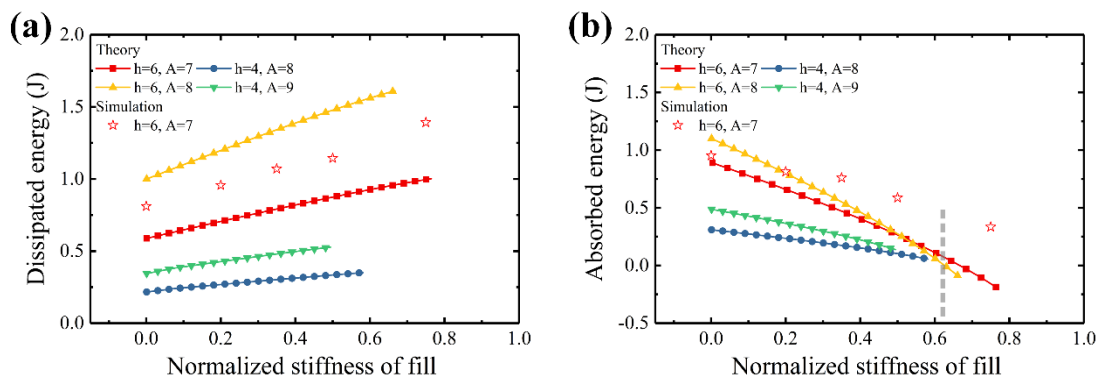 (a)
2.0
1.5
1.0
0.5
0.0
Dissipated energy (J)
Theory
h=6, A=7 h=4, A=8
h=6, A=8 h=4, A=9
Simulation
h=6, A=7
0.0 0.2 0.4 0.6 0.8 1.0
Normalized stiffness of fill
(b)
2.0
1.5
1.0
0.5
0.0
-0.5
Absorbed energy (J)
Theory
h=6, A=7 h=4, A=8
h=6, A=8 h=4, A=9
Simulation
h=6, A=7
0.0 0.2 0.4 0.6 0.8 1.0
Normalized stiffness of fill